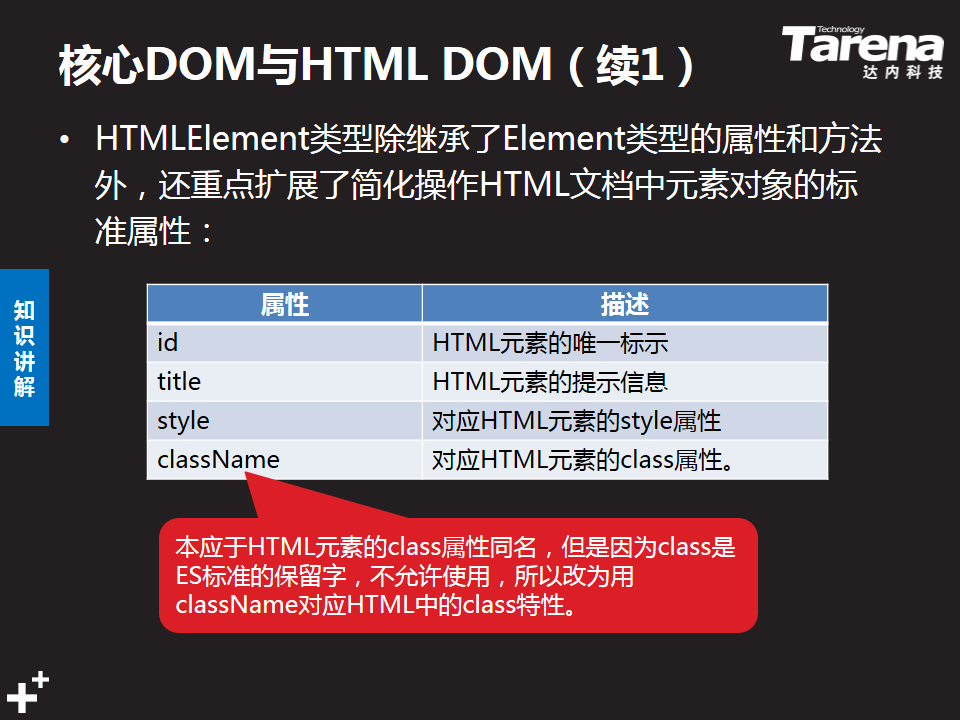 核心DOM与HTML DOM（续1）
Technology
Tarena
达内科技
• HTMLElement类型除继承了Element类型的属性和方法
外，还重点扩展了简化操作HTML文档中元素对象的标
准属性：
知识讲解
属性 描述
id HTML元素的唯一标示
title HTML元素的提示信息
style 对应HTML元素的style属性
className 对应HTML元素的class属性。
本应于HTML元素的class属性同名，但是因为class是
ES标准的保留字，不允许使用，所以改为用
className对应HTML中的class特性。